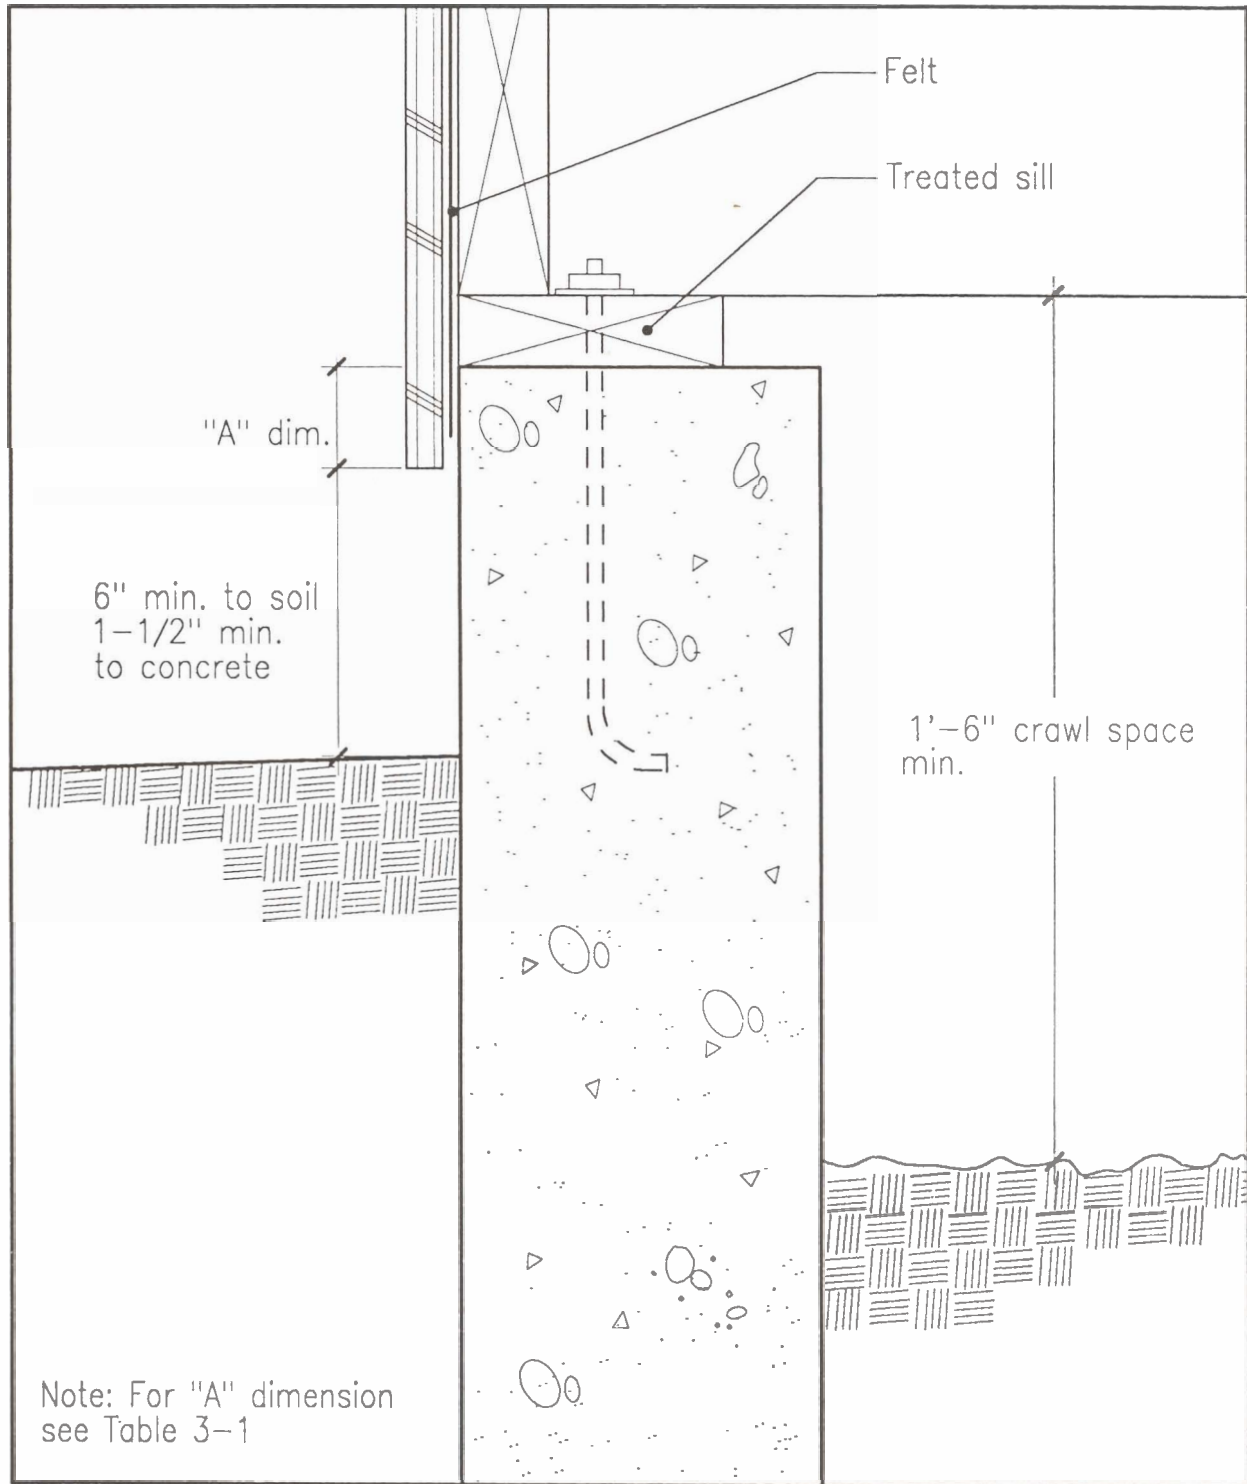 Felt
Treated sill
"A" dim.
6" min. to soil
1-1/2" min.
to concrete
1'-6" crawl space
min.
Note: For "A" dimension
see Table 3-1